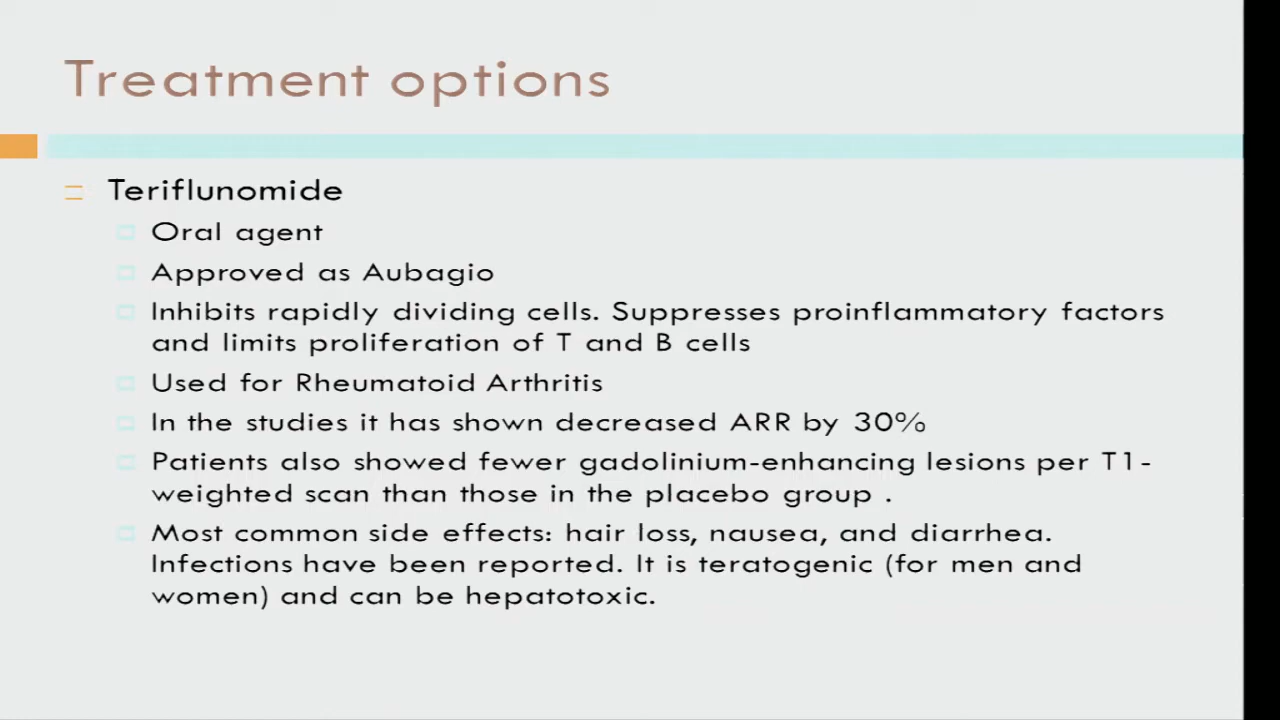 Treatment options
Teriflunomide
Oral agent
Approved as Aubagio
Inhibits rapidly dividing cells. Suppresses proinflammatory factors
and limits proliferation of T and B cells
Used for Rheumatoid Arthritis
In the studies it has shown decreased ARR by 30%
Patients also showed fewer gadolinium-enhancing lesions per T1-
weighted scan than those in the placebo group .
Most common side effects: hair loss, nausea, and diarrhea.
Infections have been reported. It is teratogenic (for men and
women) and can be hepatotoxic.